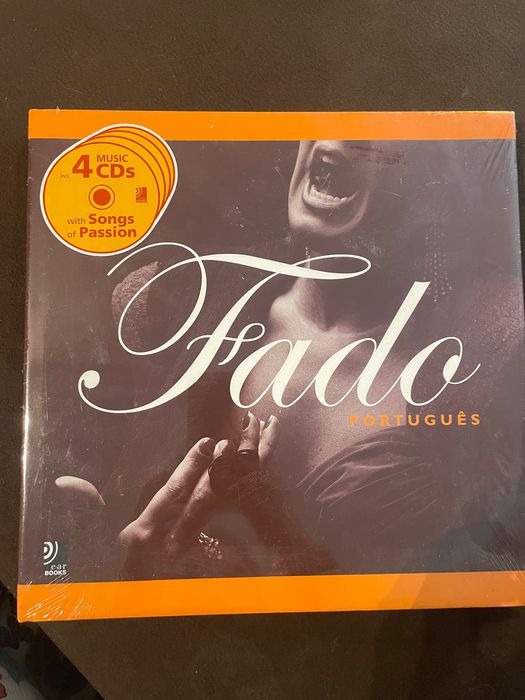 incl. 4 MUSIC CDs
with Songs
of Passion
Fado
PORTUGUÊS
ear
BOOKS